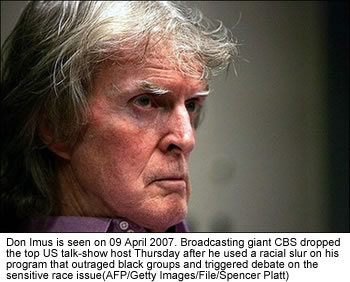 Don Imus is seen on 09 April 2007. Broadcasting giant CBS dropped
the top US talk-show host Thursday after he used a racial slur on his
program that outraged black groups and triggered debate on the
sensitive race issue(AFP/Getty Images/File/Spencer Platt)